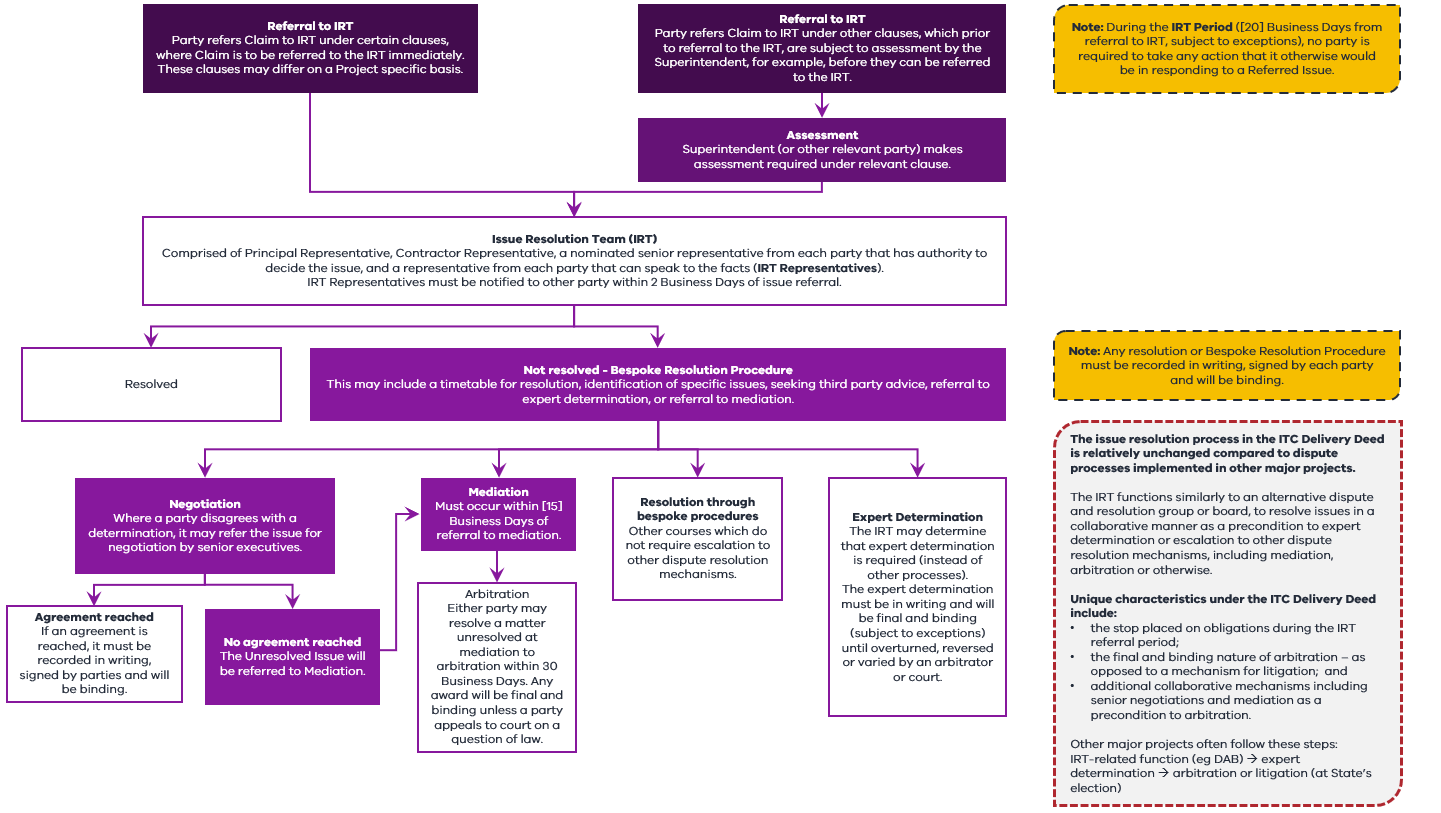 Referral to IRT
Party refers Claim to IRT under certain clauses,
where Claim is to be referred to the IRT immediately.
These clauses may differ on a Project specific basis.
Referral to IRT
Party refers Claim to IRT under other clauses, which prior
to referral to the IRT, are subject to assessment by the
Superintendent, for example, before they can be referred
to the IRT.
Note: During the IRT Period ([20] Business Days from
referral to IRT, subject to exceptions), no party is
required to take any action that it otherwise would
be in responding to a Referred Issue.
Assessment
Superintendent (or other relevant party) makes
assessment required under relevant clause.
Issue Resolution Team (IRT)
Comprised of Principal Representative, Contractor Representative, a nominated senior representative from each party that has authority to
decide the issue, and a representative from each party that can speak to the facts (IRT Representatives).
IRT Representatives must be notified to other party within 2 Business Days of issue referral.
Resolved
Not resolved - Bespoke Resolution Procedure
This may include a timetable for resolution, identification of specific issues, seeking third party advice, referral to
expert determination, or referral to mediation.
Note: Any resolution or Bespoke Resolution Procedure
must be recorded in writing, signed by each party
and will be binding.
Negotiation
Where a party disagrees with a
determination, it may refer the issue for
negotiation by senior executives.
Mediation
Must occur within [15]
Business Days of
referral to mediation.
Resolution through
bespoke procedures
Other courses which do
not require escalation to
other dispute resolution
mechanisms.
Expert Determination
The IRT may determine
that expert determination
is required (instead of
other processes).
The expert determination
must be in writing and will
be final and binding
(subject to exceptions)
until overturned, reversed
or varied by an arbitrator
or court.
Agreement reached
If an agreement is
reached, it must be
recorded in writing,
signed by parties and will
be binding.
No agreement reached
The Unresolved Issue will
be referred to Mediation.
Arbitration
Either party may
resolve a matter
unresolved at
mediation to
arbitration within 30
Business Days. Any
award will be final and
binding unless a party
appeals to court on a
question of law.
The issue resolution process in the ITC Delivery Deed
is relatively unchanged compared to dispute
processes implemented in other major projects.
The IRT functions similarly to an alternative dispute
and resolution group or board, to resolve issues in a
collaborative manner as a precondition to expert
determination or escalation to other dispute
resolution mechanisms, including mediation,
arbitration or otherwise.
Unique characteristics under the ITC Delivery Deed
include:
• the stop placed on obligations during the IRT
referral period;
• the final and binding nature of arbitration – as
opposed to a mechanism for litigation; and
• additional collaborative mechanisms including
senior negotiations and mediation as a
precondition to arbitration.
Other major projects often follow these steps:
IRT-related function (eg DAB) → expert
determination → arbitration or litigation (at State's
election)